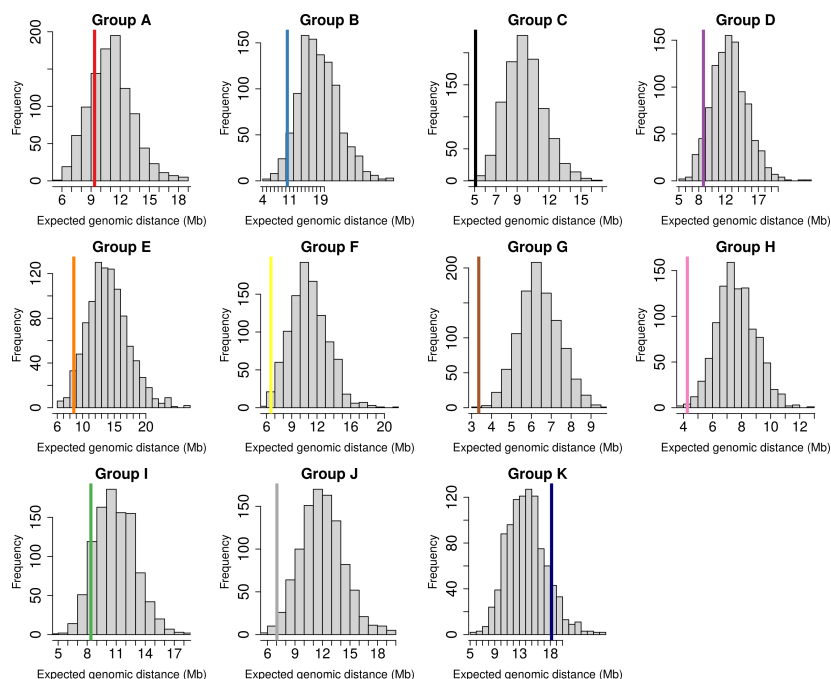 Group A
Frequency
0 50 100 200
6 9 12 15 18
Expected genomic distance (Mb)
Group B
Frequency
0 50 100 150
4 11 19
Expected genomic distance (Mb)
Group C
Frequency
0 50 150
5 7 9 12 15
Expected genomic distance (Mb)
Group D
Frequency
0 50 100 150
5 8 12 17
Expected genomic distance (Mb)
Group E
Frequency
0 40 80 120
6 10 15 20
Expected genomic distance (Mb)
Group F
Frequency
0 50 100 150
6 9 12 16 20
Expected genomic distance (Mb)
Group G
Frequency
0 50 100 200
3 4 5 6 7 8 9
Expected genomic distance (Mb)
Group H
Frequency
0 50 100 150
4 6 8 10 12
Expected genomic distance (Mb)
Group I
Frequency
0 50 100 150
5 8 11 14 17
Expected genomic distance (Mb)
Group J
Frequency
0 50 100 150
6 9 12 15 18
Expected genomic distance (Mb)
Group K
Frequency
0 40 80 120
5 9 13 18
Expected genomic distance (Mb)